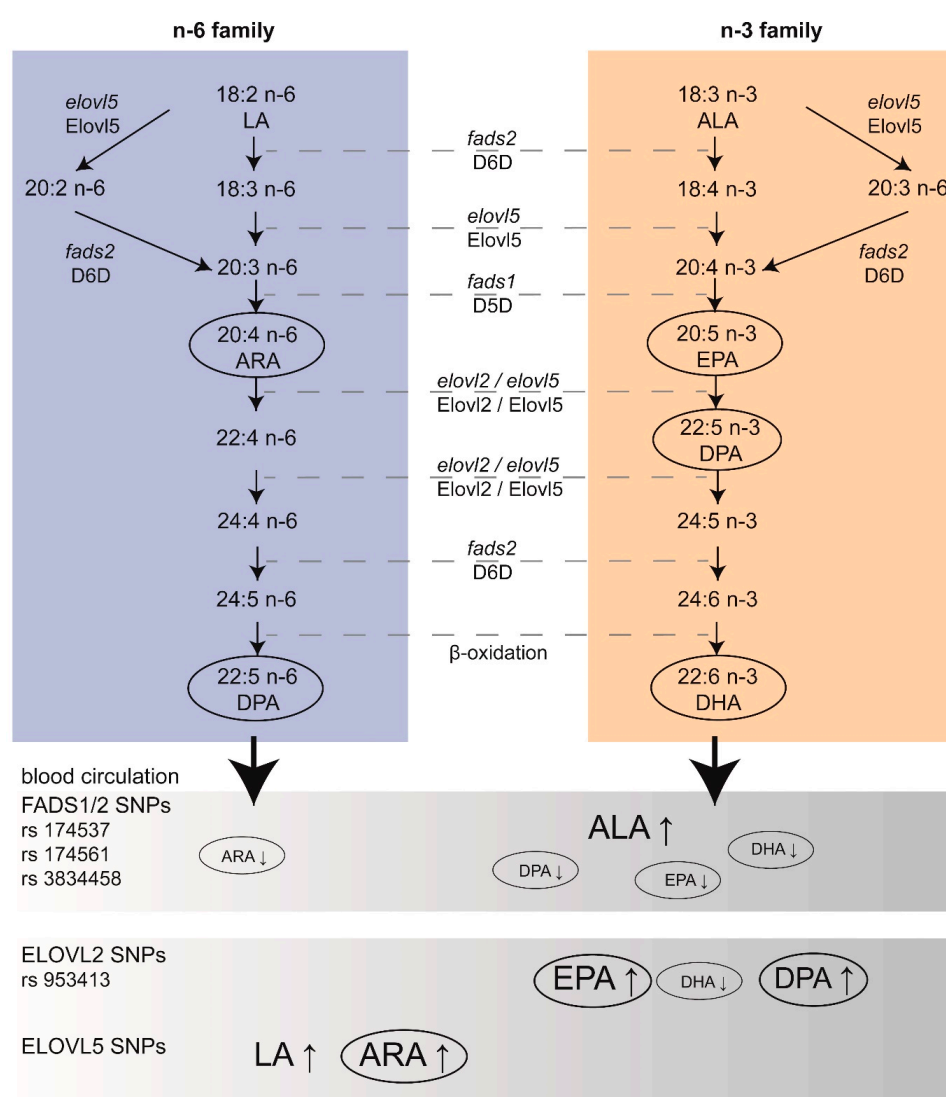 n-6 family
n-3 family
18:2 n-6
LA
elovl5
Elovl5
20:2 n-6
fads2
D6D
18:3 n-6
20:3 n-6
20:4 n-6
ARA
22:4 n-6
24:4 n-6
24:5 n-6
22:5 n-6
DPA
fads2
D6D
elovl5
Elovl5
fads1
D5D
elovl2 / elovl5
Elovl2 / Elovl5
elovl2 / elovl5
Elovl2 / Elovl5
fads2
D6D
β-oxidation
18:3 n-3
ALA
elovl5
Elovl5
20:3 n-6
fads2
D6D
18:4 n-3
20:4 n-3
20:5 n-3
EPA
22:5 n-3
DPA
24:5 n-3
24:6 n-3
22:6 n-3
DHA
blood circulation
FADS1/2 SNPs
rs 174537
rs 174561
rs 3834458
ARA ↓
DPA ↓
ALA ↑
EPA ↓
DHA ↓
ELOVL2 SNPs
rs 953413
EPA ↑
DHA ↓
DPA ↑
ELOVL5 SNPs
LA ↑
ARA ↑